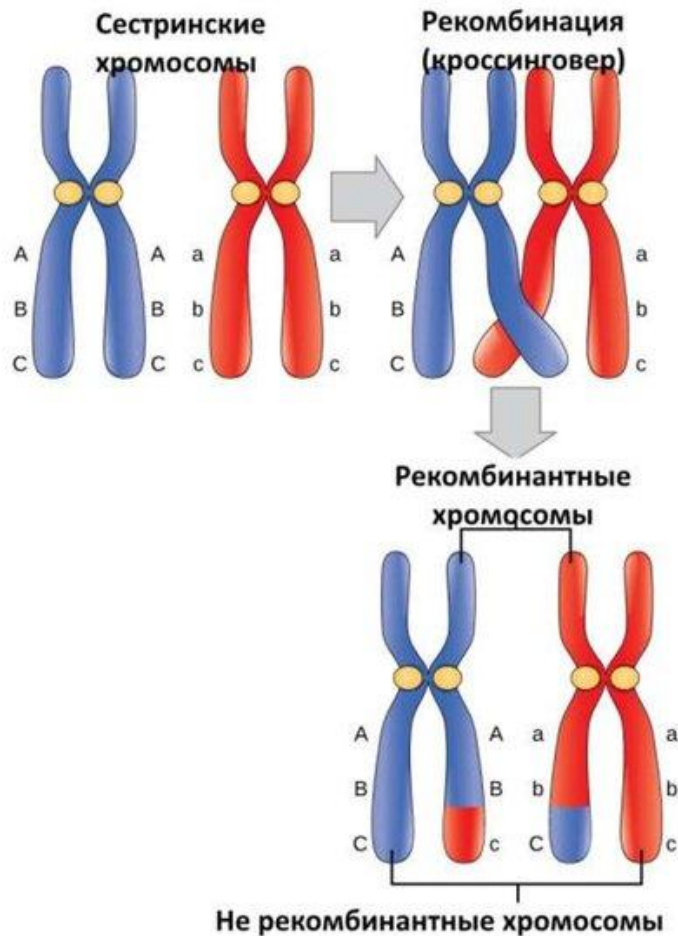 Сестринские
хромосомы
Рекомбинация
(кроссинговер)
A A a a A a
B B b b B b
C C c c C c
Рекомбинантные
хромосомы
A A a a
B B b b
C c C c
Не рекомбинантные хромосомы